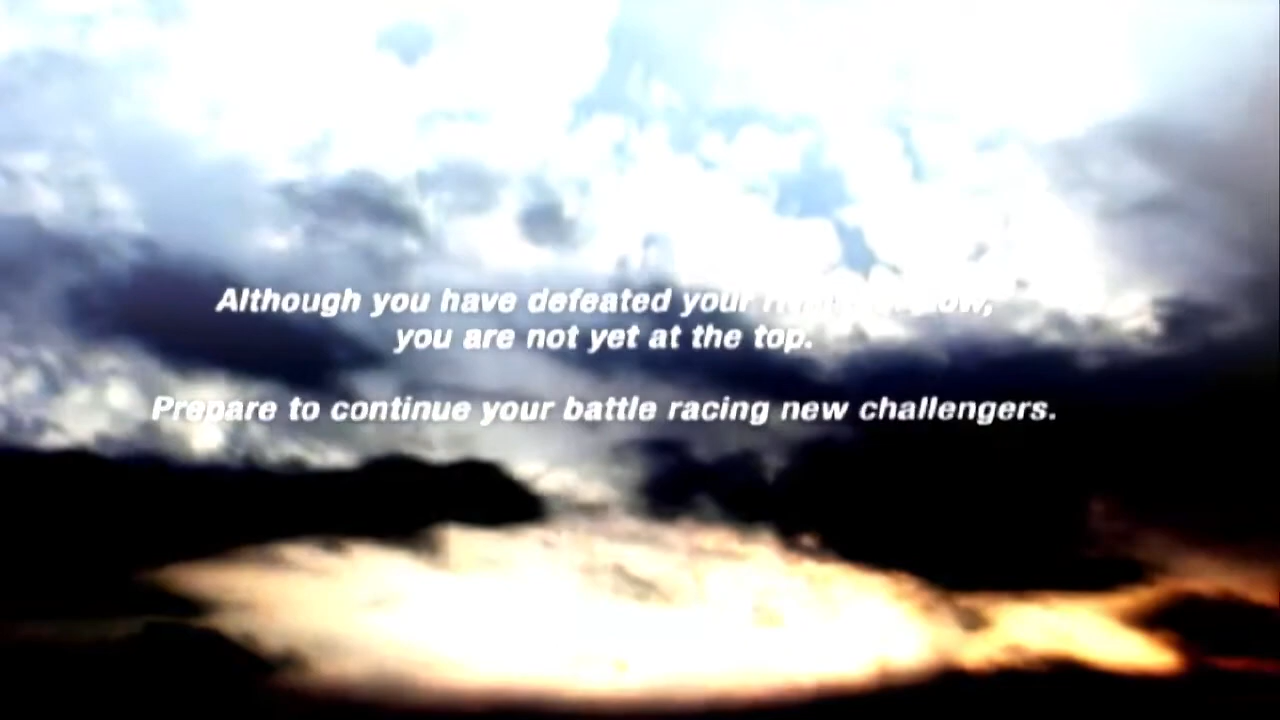 Although you have defeated your
you are not yet at the top.
Prepare to continue your battle racing new challengers.